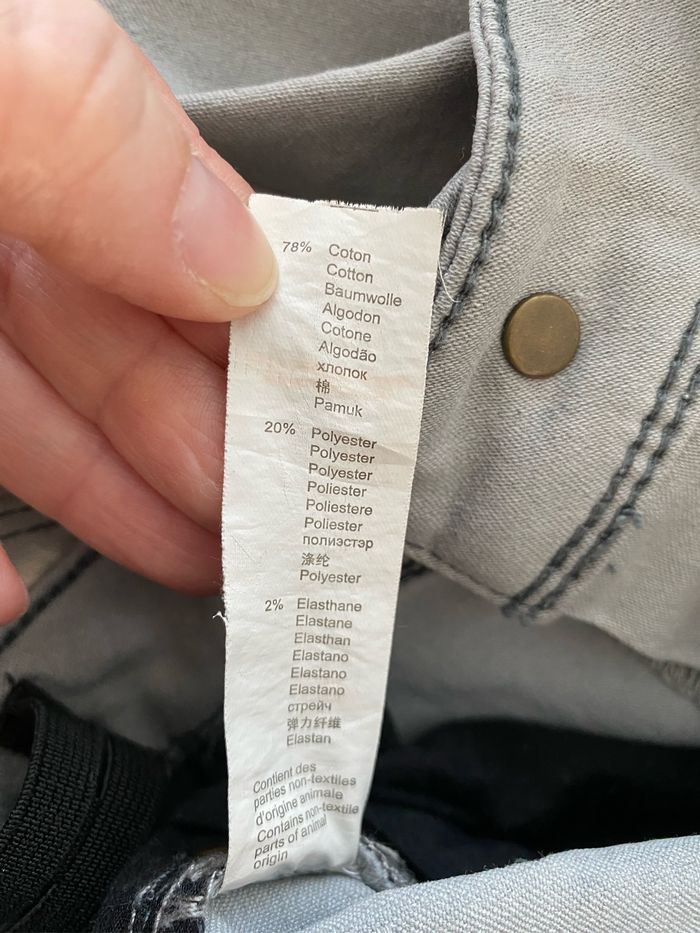 78% Coton
Cotton
Baumwolle
Algodon
Cotone
Algodão
хлопок
棉
Pamuk
20% Polyester
Polyester
Polyester
Poliester
Poliestere
Poliester
полиэстэр
涤纶
Polyester
2% Elasthane
Elastane
Elasthan
Elastano
Elastano
Elastano
стрейч
弹力纤维
Elastan
Contient des
parties non-textiles
d'origine animale
Contains non-textile
parts of animal
origin